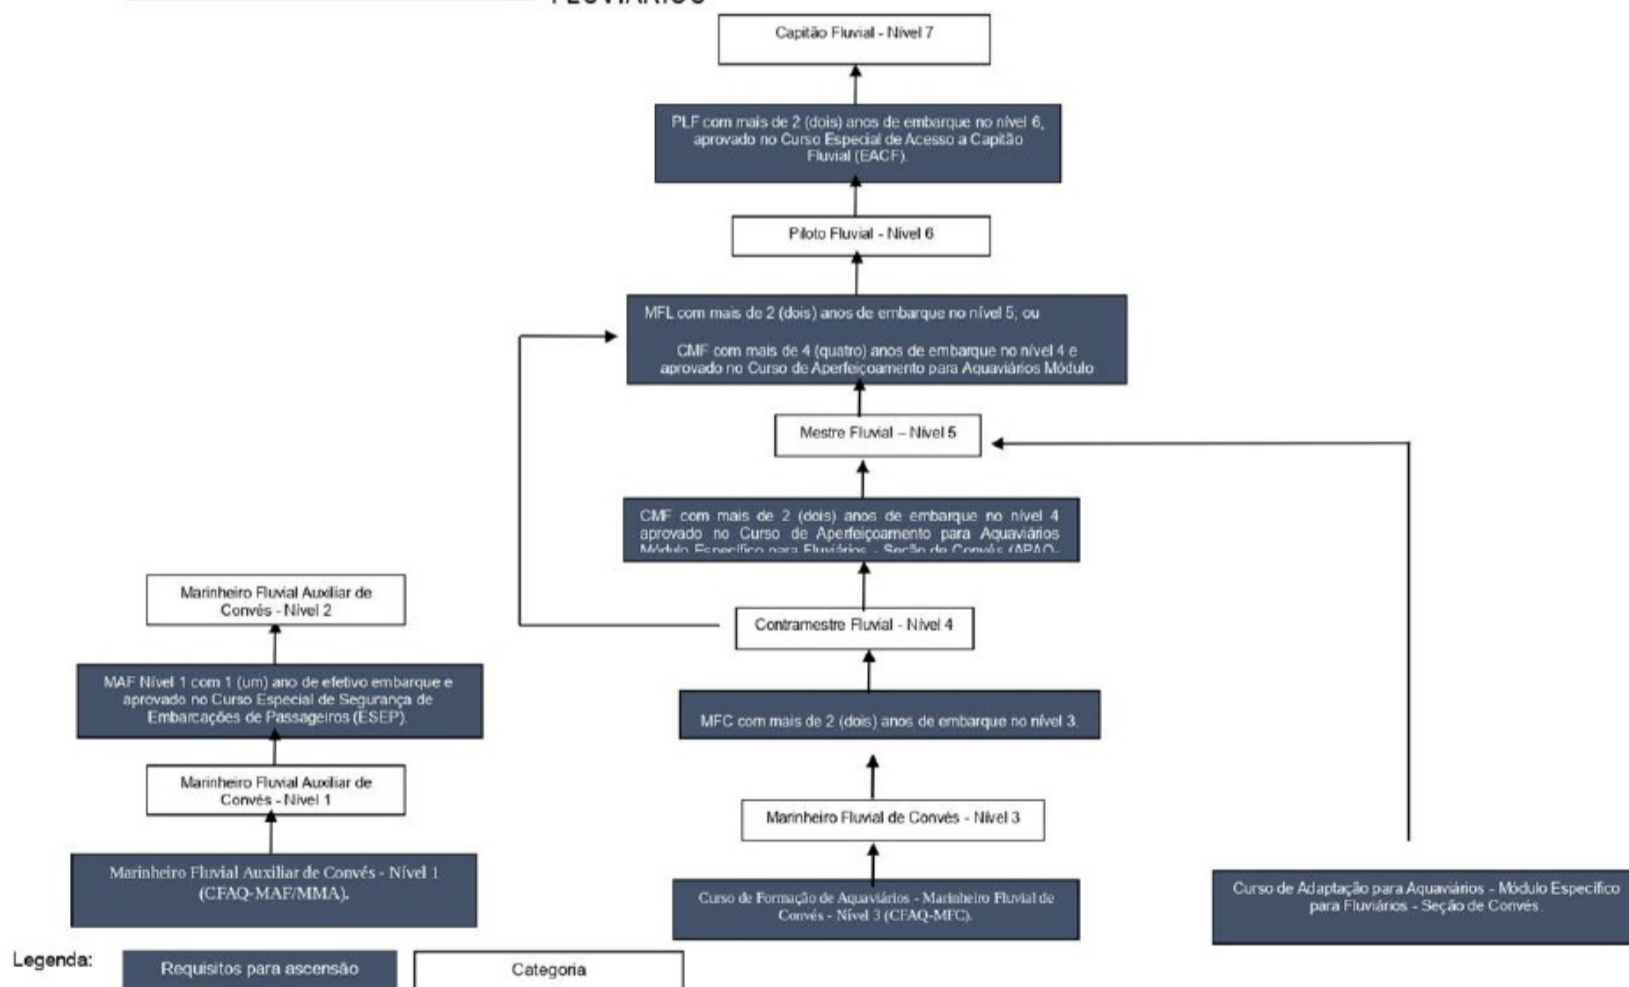 FLUVIÁRIOS
Capitão Fluvial - Nível 7
PLF com mais de 2 (dois) anos de embarque no nível 6,
aprovado no Curso Especial de Acesso a Capitão
Fluvial (EACF).
Piloto Fluvial - Nível 6
MFL com mais de 2 (dois) anos de embarque no nível 5; ou
CMF com mais de 4 (quatro) anos de embarque no nível 4 e
aprovado no Curso de Aperfeiçoamento para Aquaviários Módulo
Mestre Fluvial – Nível 5
CMF com mais de 2 (dois) anos de embarque no nível 4
aprovado no Curso de Aperfeiçoamento para Aquaviários
Módulo Específico para Fluviários - Seção de Convés (APAQ-
Marinheiro Fluvial Auxiliar de
Convés - Nível 2
Contramestre Fluvial - Nível 4
MAF Nível 1 com 1 (um) ano de efetivo embarque e
aprovado no Curso Especial de Segurança de
Embarcações de Passageiros (ESEP).
MFC com mais de 2 (dois) anos de embarque no nível 3.
Marinheiro Fluvial Auxiliar de
Convés - Nível 1
Marinheiro Fluvial de Convés - Nível 3
Marinheiro Fluvial Auxiliar de Convés - Nível 1
(CFAQ-MAF/MMA).
Curso de Formação de Aquaviários - Marinheiro Fluvial de
Convés - Nível 3 (CFAQ-MFC).
Curso de Adaptação para Aquaviários - Módulo Específico
para Fluviários - Seção de Convés.
Legenda:
Requisitos para ascensão
Categoria